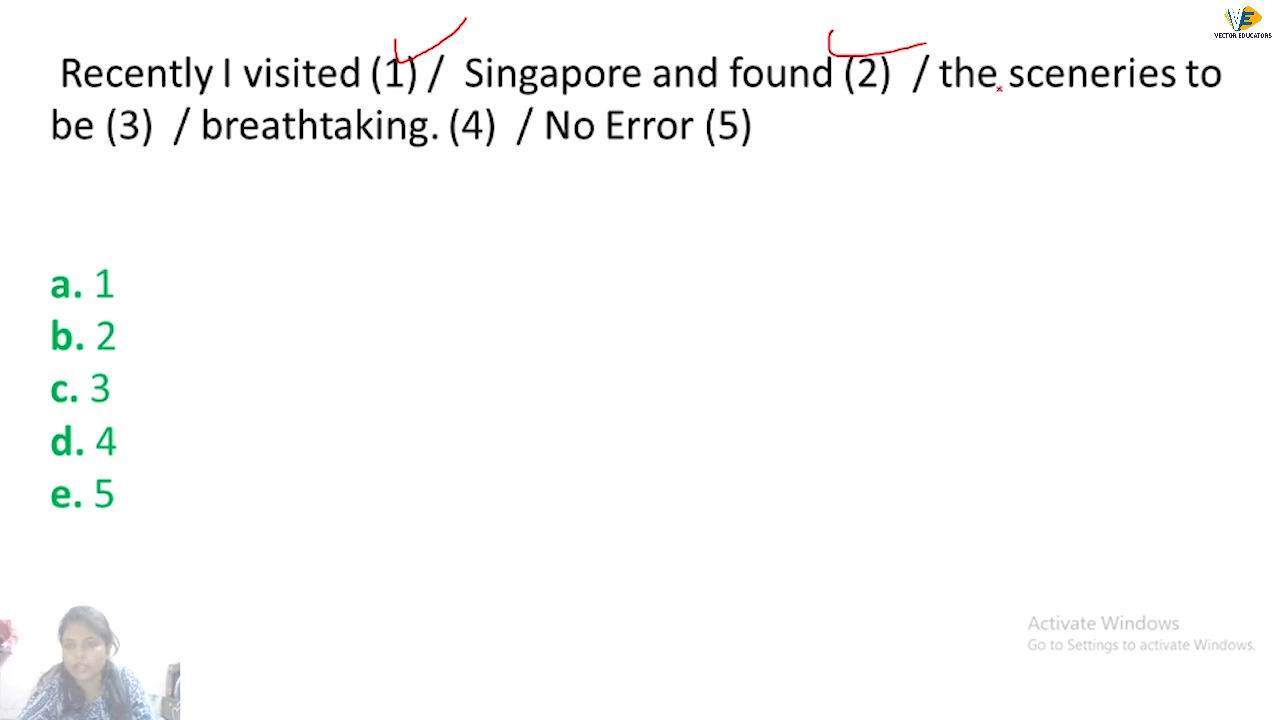 VECTOR EDUCATORS
Recently I visited (1) / Singapore and found (2) / the sceneries to
be (3) / breathtaking. (4) / No Error (5)
a. 1
b. 2
c. 3
d. 4
e. 5
Activate Windows
Go to Settings to activate Windows.